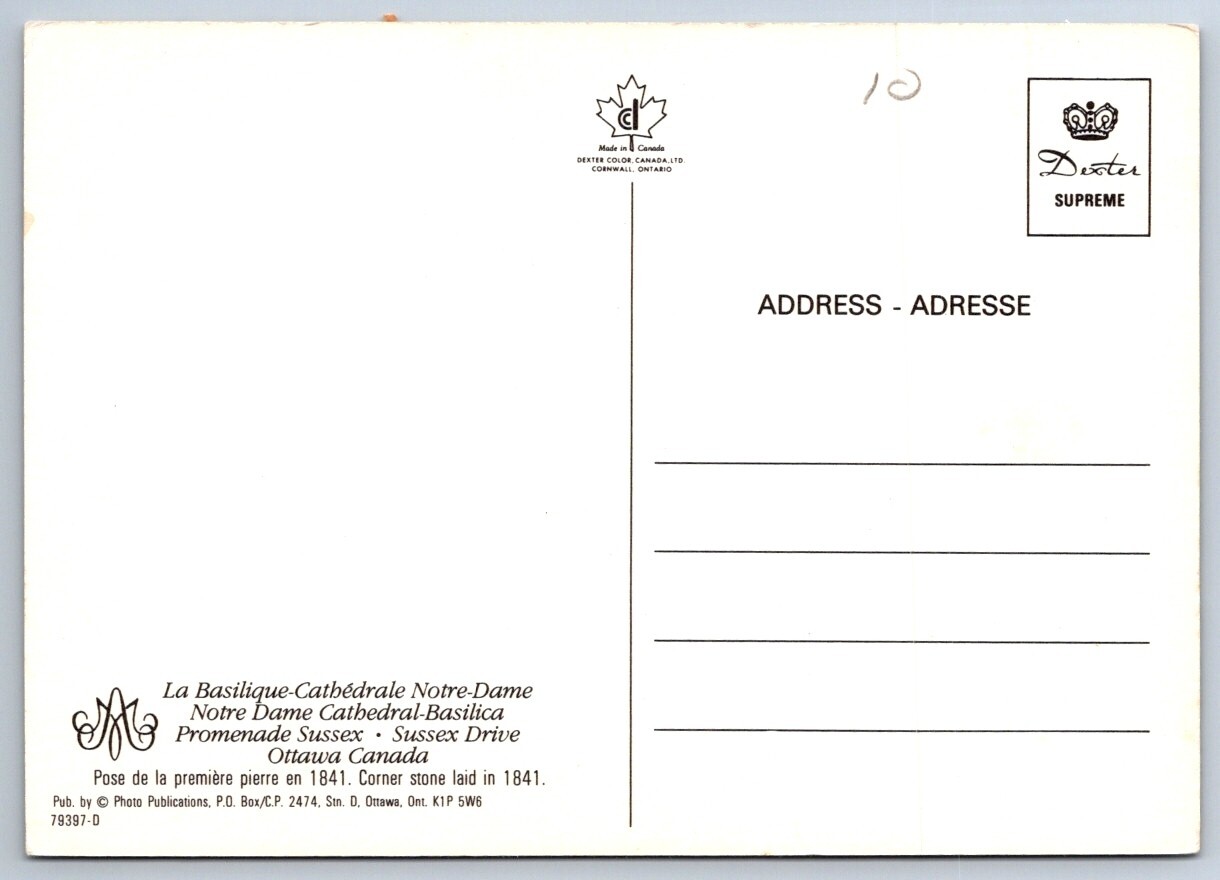 10
cd
Made in Canada
DEXTER COLOR, CANADA, LTD.
CORNWALL, ONTARIO
Dexter
SUPREME
ADDRESS - ADRESSE
La Basilique-Cathédrale Notre-Dame
Notre Dame Cathedral-Basilica
Promenade Sussex • Sussex Drive
Ottawa Canada
Pose de la première pierre en 1841. Corner stone laid in 1841.
Pub. by © Photo Publications, P.O. Box/C.P. 2474, Stn. D, Ottawa, Ont. K1P 5W6
79397-D